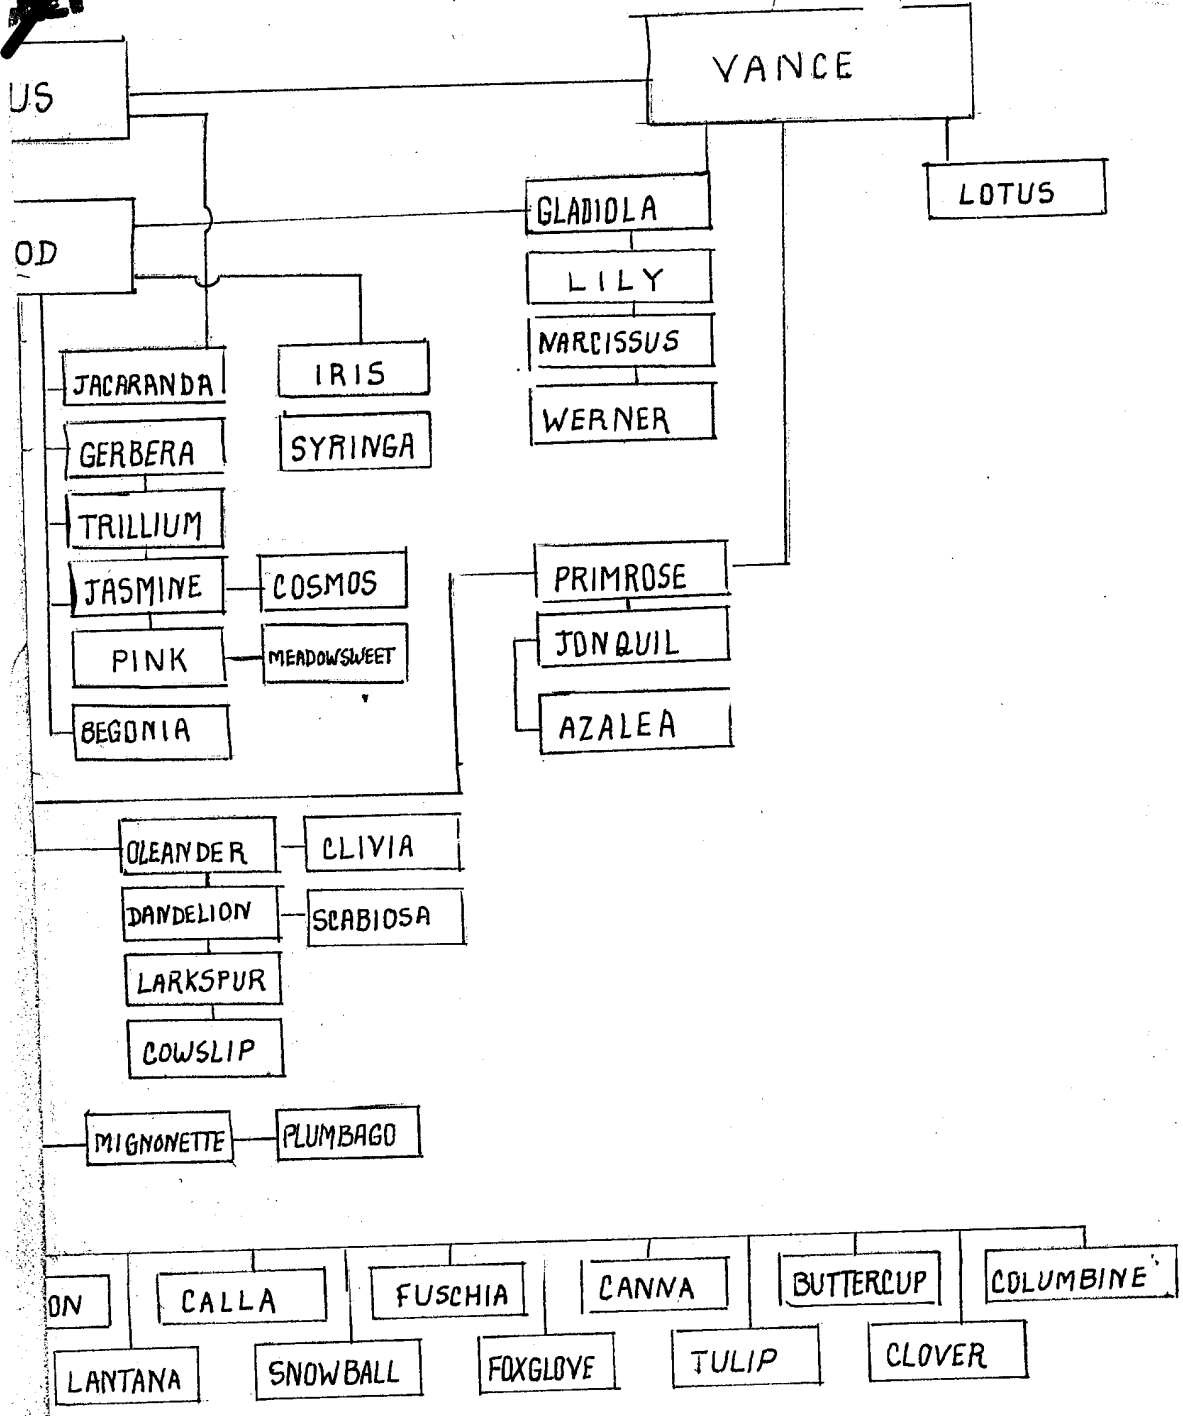 US
VANCE
LOTUS
GLADIOLA
OD
LILY
NARCISSUS
JACARANDA
IRIS
WERNER
GERBERA
SYRINGA
TRILLIUM
JASMINE
COSMOS
PRIMROSE
PINK
MEADOWSWEET
JONQUIL
BEGONIA
AZALEA
OLEANDER
CLIVIA
DANDELION
SCABIOSA
LARKSPUR
COWSLIP
MIGNONETTE
PLUMBAGO
ON
CALLA
FUSCHIA
CANNA
BUTTERCUP
COLUMBINE
LANTANA
SNOWBALL
FOXGLOVE
TULIP
CLOVER